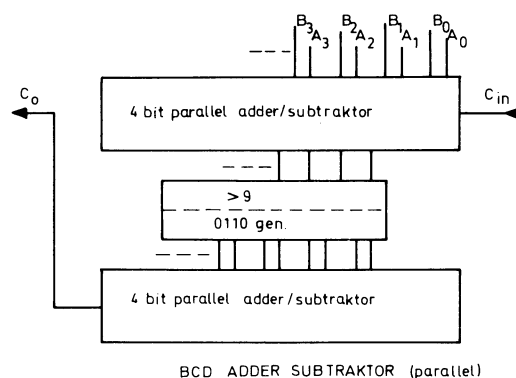 B₃ A₃ B₂ A₂ B₁ A₁ B₀ A₀
C₀ 4 bit parallel adder/subtraktor Cᵢₙ
> 9
0110 gen.
4 bit parallel adder/subtraktor
BCD ADDER SUBTRAKTOR (parallel)